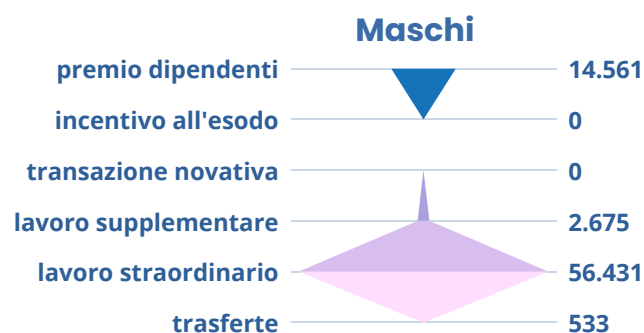 Maschi
premio dipendenti 14.561
incentivo all'esodo 0
transazione novativa 0
lavoro supplementare 2.675
lavoro straordinario 56.431
trasferte 533